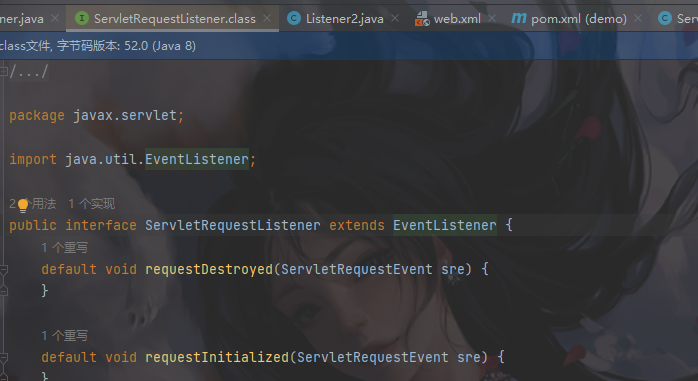 ner.java × ServletRequestListener.class × Listener2.java × web.xml × pom.xml (demo) × Ser
class文件, 字节码版本: 52.0 (Java 8)
/.../
package javax.servlet;
import java.util.EventListener;
2个用法 1 个实现
public interface ServletRequestListener extends EventListener {
1 个重写
default void requestDestroyed(ServletRequestEvent sre) {
}
1 个重写
default void requestInitialized(ServletRequestEvent sre) {
}